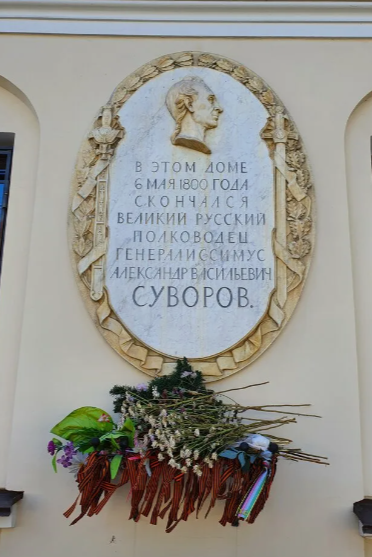 В ЭТОМ ДОМЕ
6 МАЯ 1800 ГОДА
СКОНЧАЛСЯ
ВЕЛИКИЙ РУССКИЙ
ПОЛКОВОДЕЦ
ГЕНЕРАЛИССИМУС
АЛЕКСАНДР ВАСИЛЬЕВИЧ
СУВОРОВ.